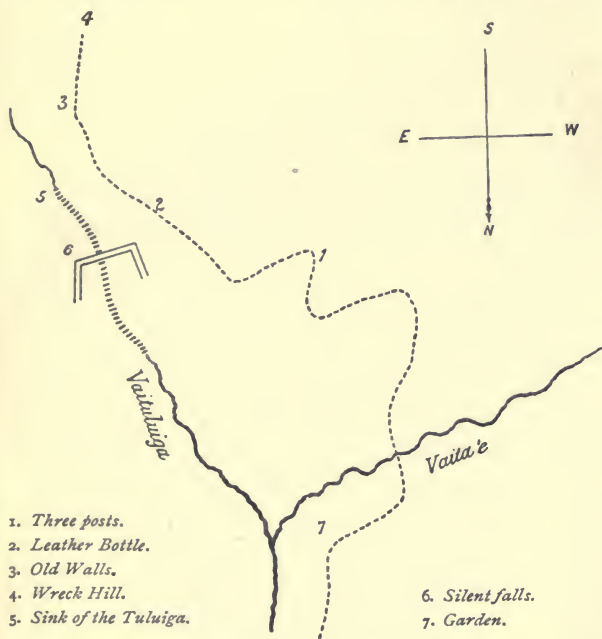 4
S
3
E
W
2
5
N
6
1
Vaituluiga
Vaila'e
7
1. Three posts.
2. Leather Bottle.
3. Old Walls.
4. Wreck Hill.
5. Sink of the Tuluiga.
6. Silent falls.
7. Garden.